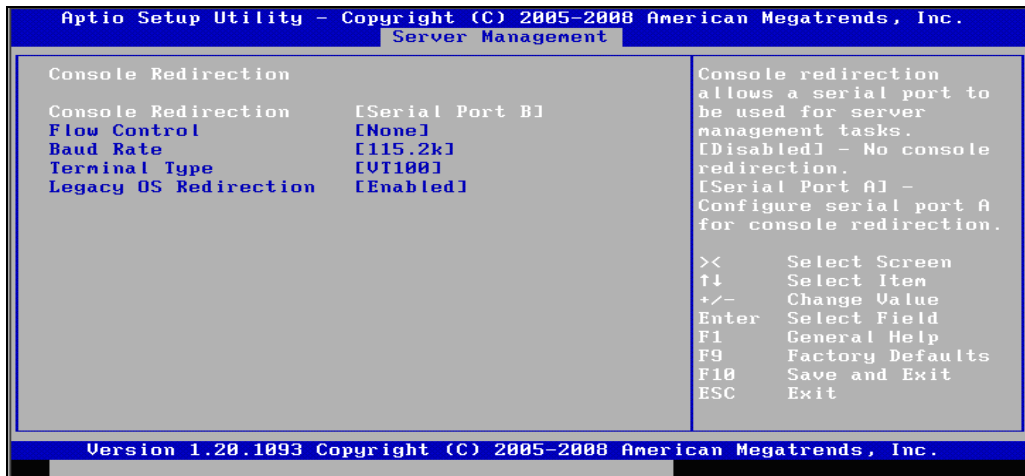 Aptio Setup Utility – Copyright (C) 2005-2008 American Megatrends, Inc.
Server Management
Console Redirection
Console Redirection [Serial Port B]
Flow Control [None]
Baud Rate [115.2k]
Terminal Type [VT100]
Legacy OS Redirection [Enabled]
Console redirection
allows a serial port to
be used for server
management tasks.
[Disabled] - No console
redirection.
[Serial Port A] -
Configure serial port A
for console redirection.
>< Select Screen
↑↓ Select Item
+/- Change Value
Enter Select Field
F1 General Help
F9 Factory Defaults
F10 Save and Exit
ESC Exit
Version 1.20.1093 Copyright (C) 2005-2008 American Megatrends, Inc.